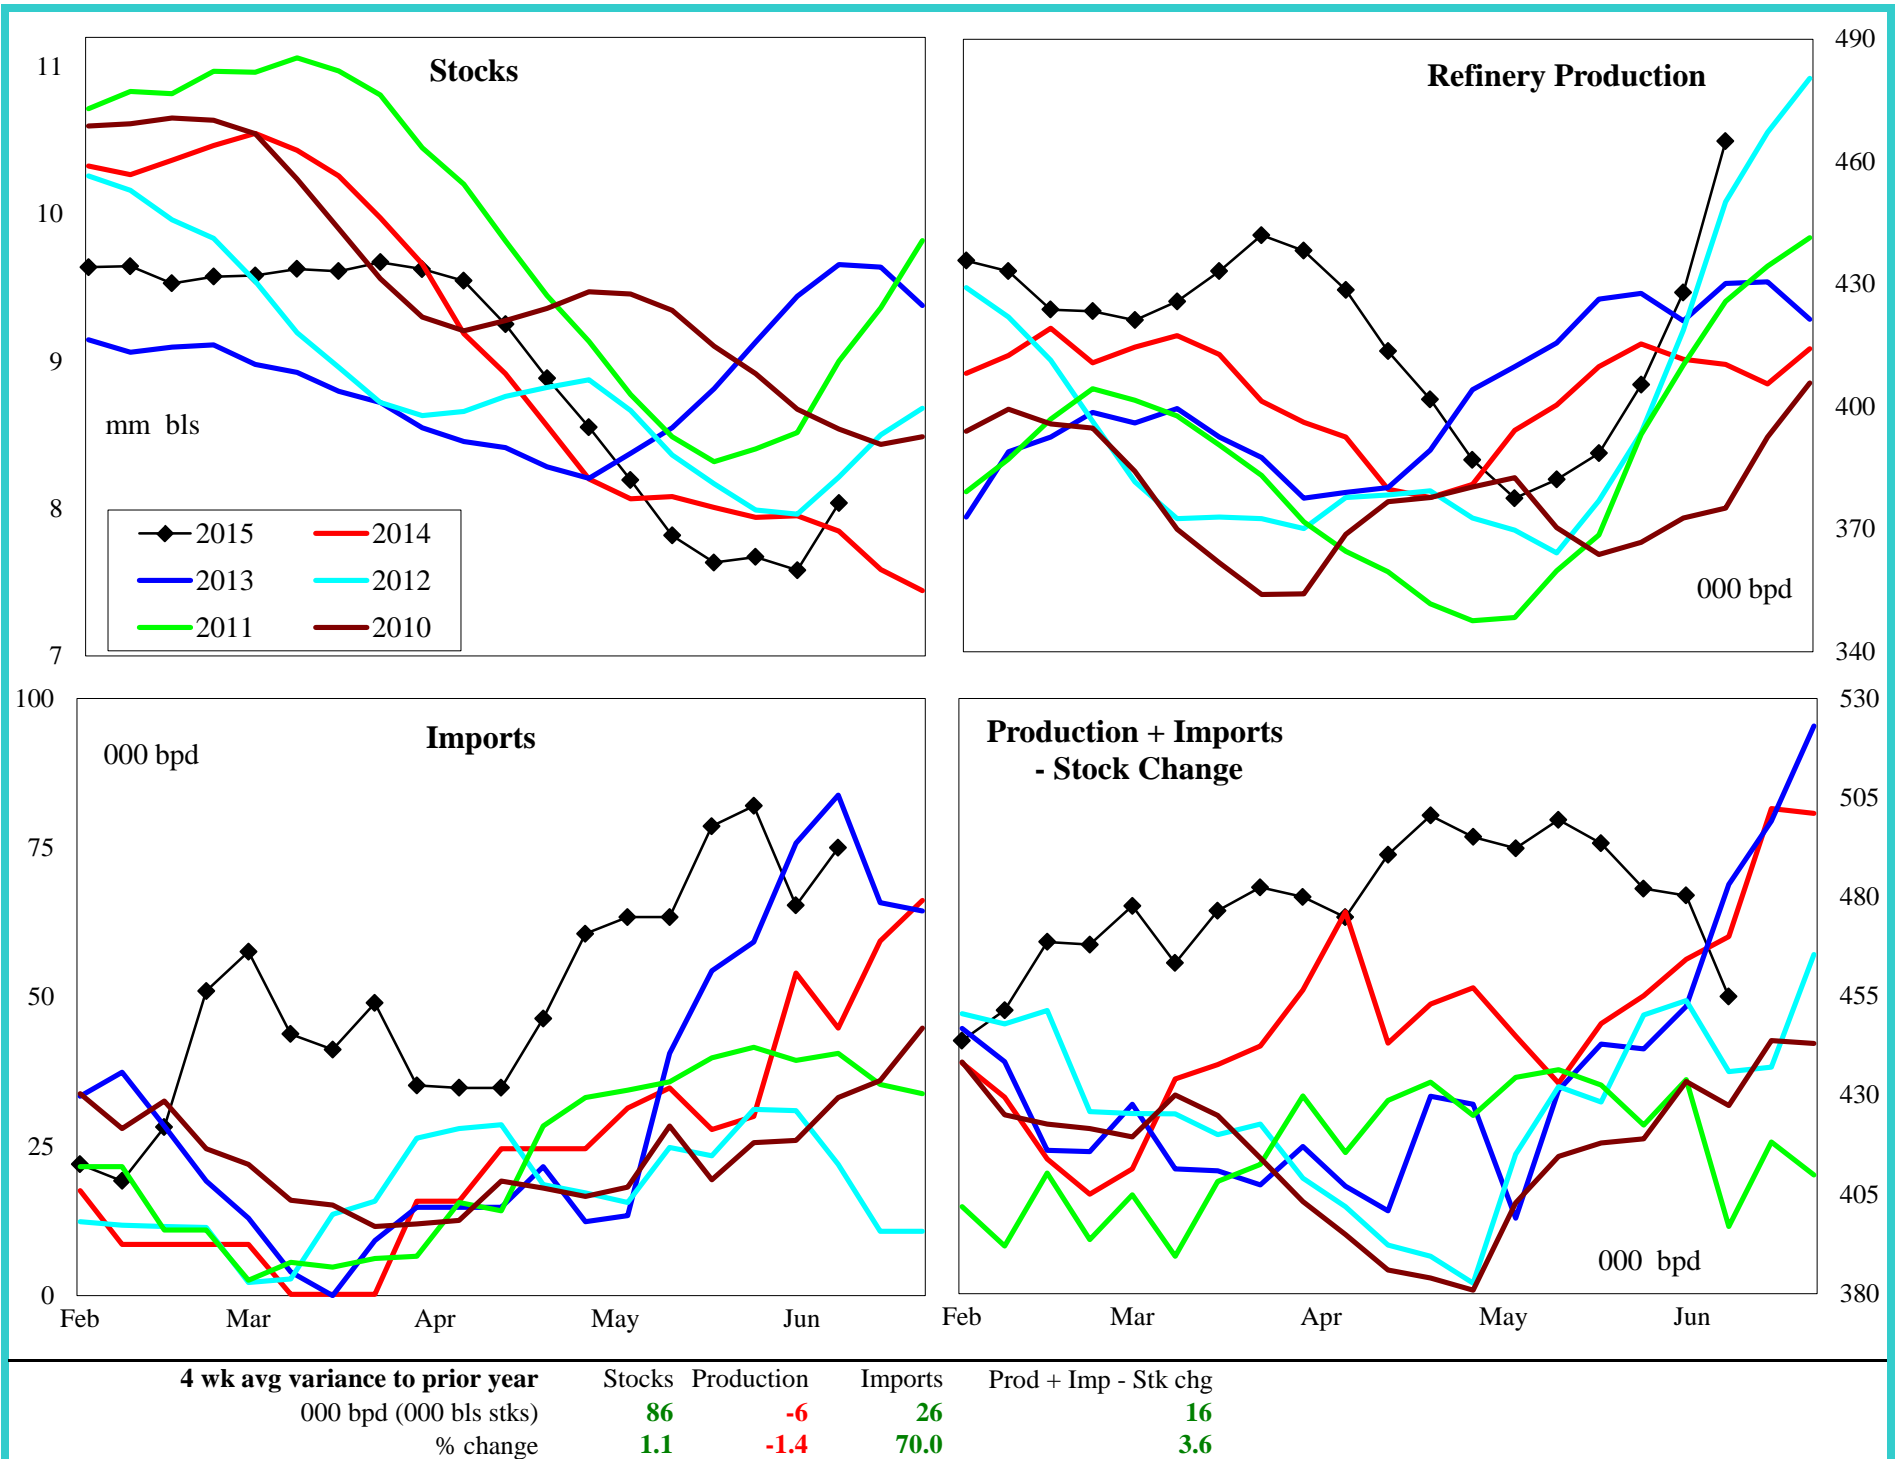 Stocks
11
10
9
8
7
mm bls
2015 2014
2013 2012
2011 2010
Refinery Production
490
460
430
400
370
340
000 bpd
Imports
000 bpd
100
75
50
25
0
Feb Mar Apr May Jun
Production + Imports
- Stock Change
530
505
480
455
430
405
380
000 bpd
Feb Mar Apr May Jun
4 wk avg variance to prior year Stocks Production Imports Prod + Imp - Stk chg
000 bpd (000 bls stks) 86 -6 26 16
% change 1.1 -1.4 70.0 3.6